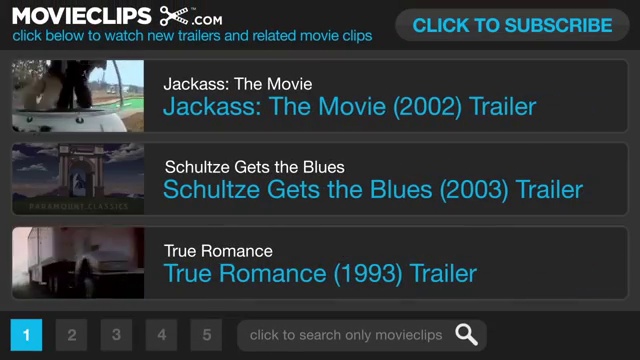 MOVIECLIPS .COM
click below to watch new trailers and related movie clips
CLICK TO SUBSCRIBE
Jackass: The Movie
Jackass: The Movie (2002) Trailer
PARAMOUNT CLASSICS
Schultze Gets the Blues
Schultze Gets the Blues (2003) Trailer
True Romance
True Romance (1993) Trailer
1 2 3 4 5 click to search only movieclips